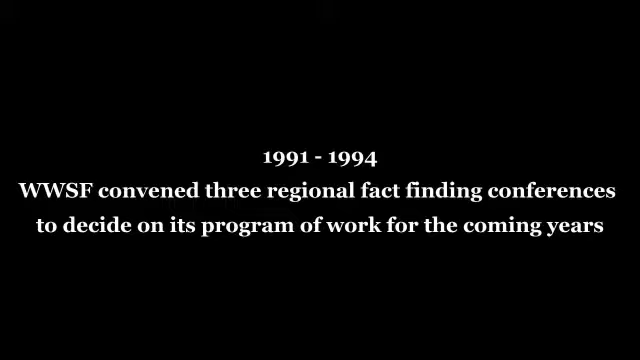 1991 - 1994
WWSF convened three regional fact finding conferences
to decide on its program of work for the coming years